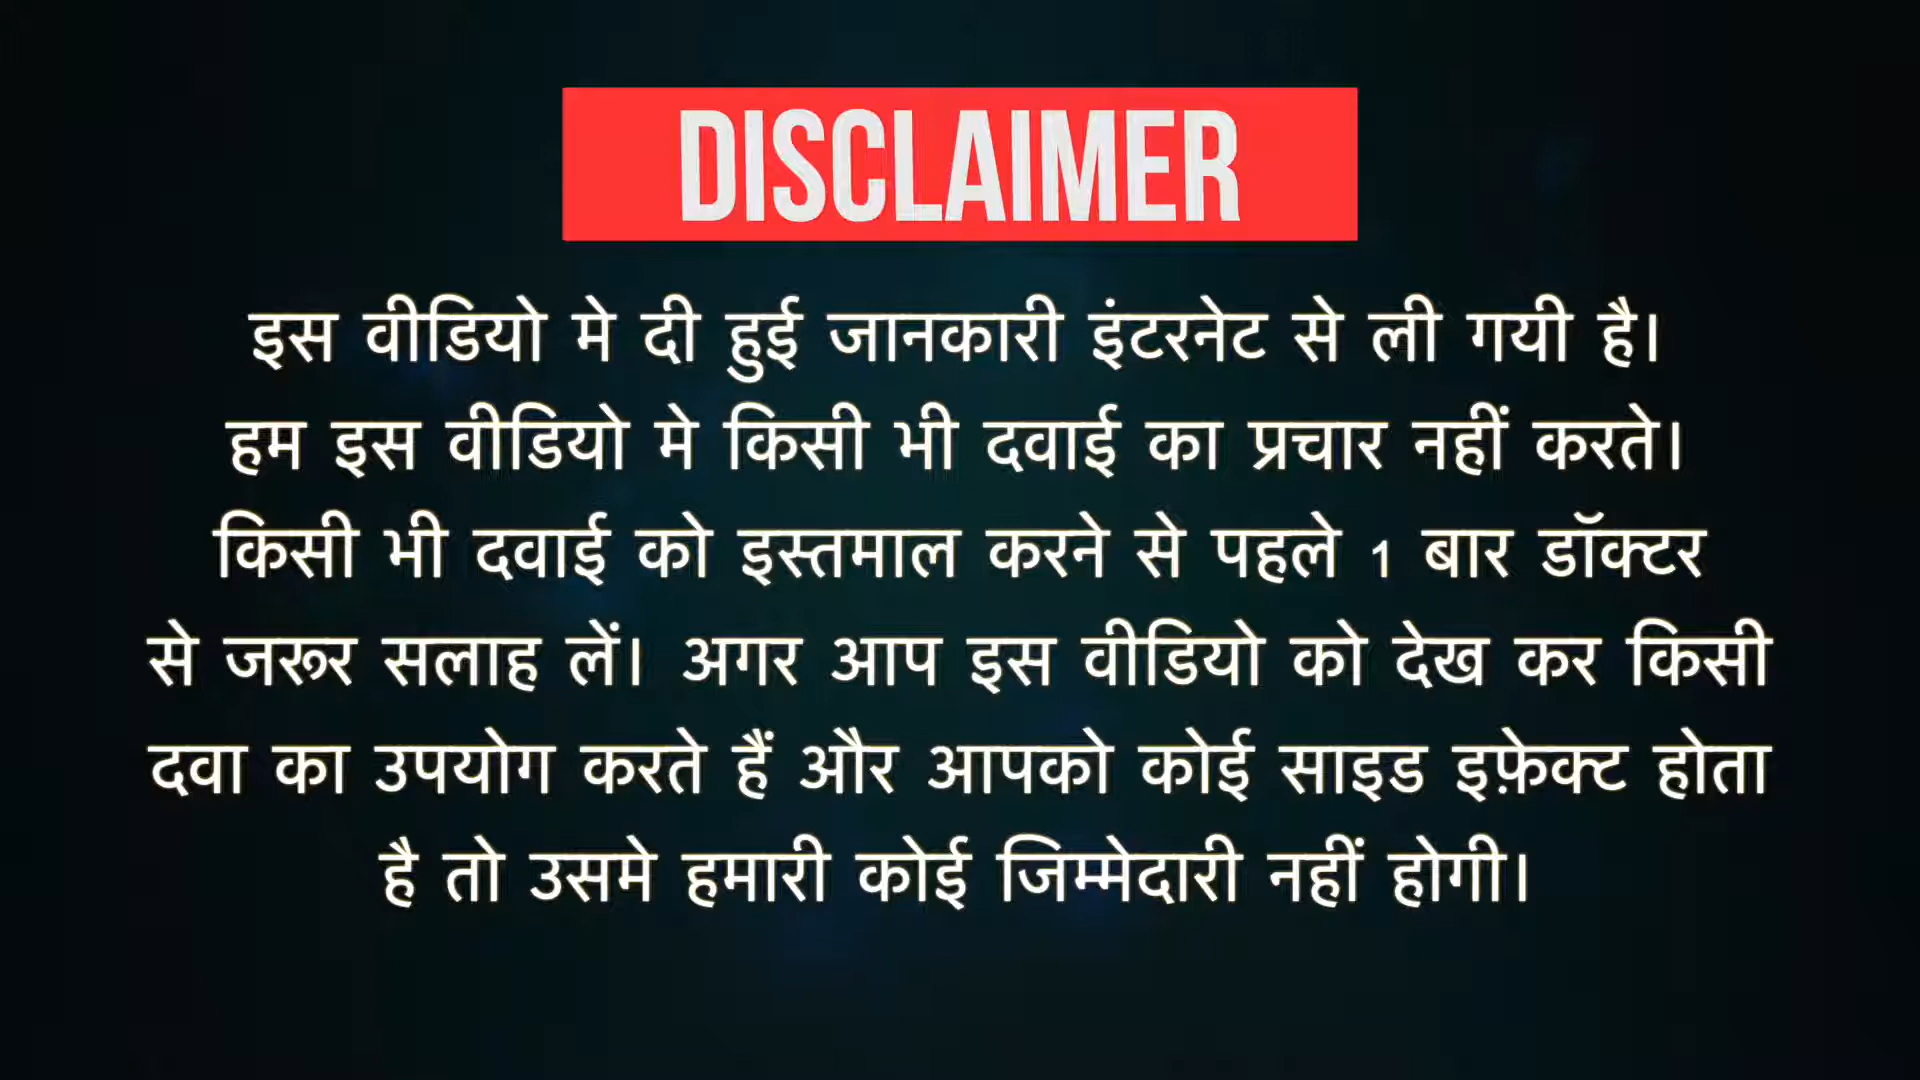 DISCLAIMER
इस वीडियो मे दी हुई जानकारी इंटरनेट से ली गयी है।
हम इस वीडियो मे किसी भी दवाई का प्रचार नहीं करते।
किसी भी दवाई को इस्तमाल करने से पहले 1 बार डॉक्टर
से जरूर सलाह लें। अगर आप इस वीडियो को देख कर किसी
दवा का उपयोग करते हैं और आपको कोई साइड इफ़ेक्ट होता
है तो उसमे हमारी कोई जिम्मेदारी नहीं होगी।